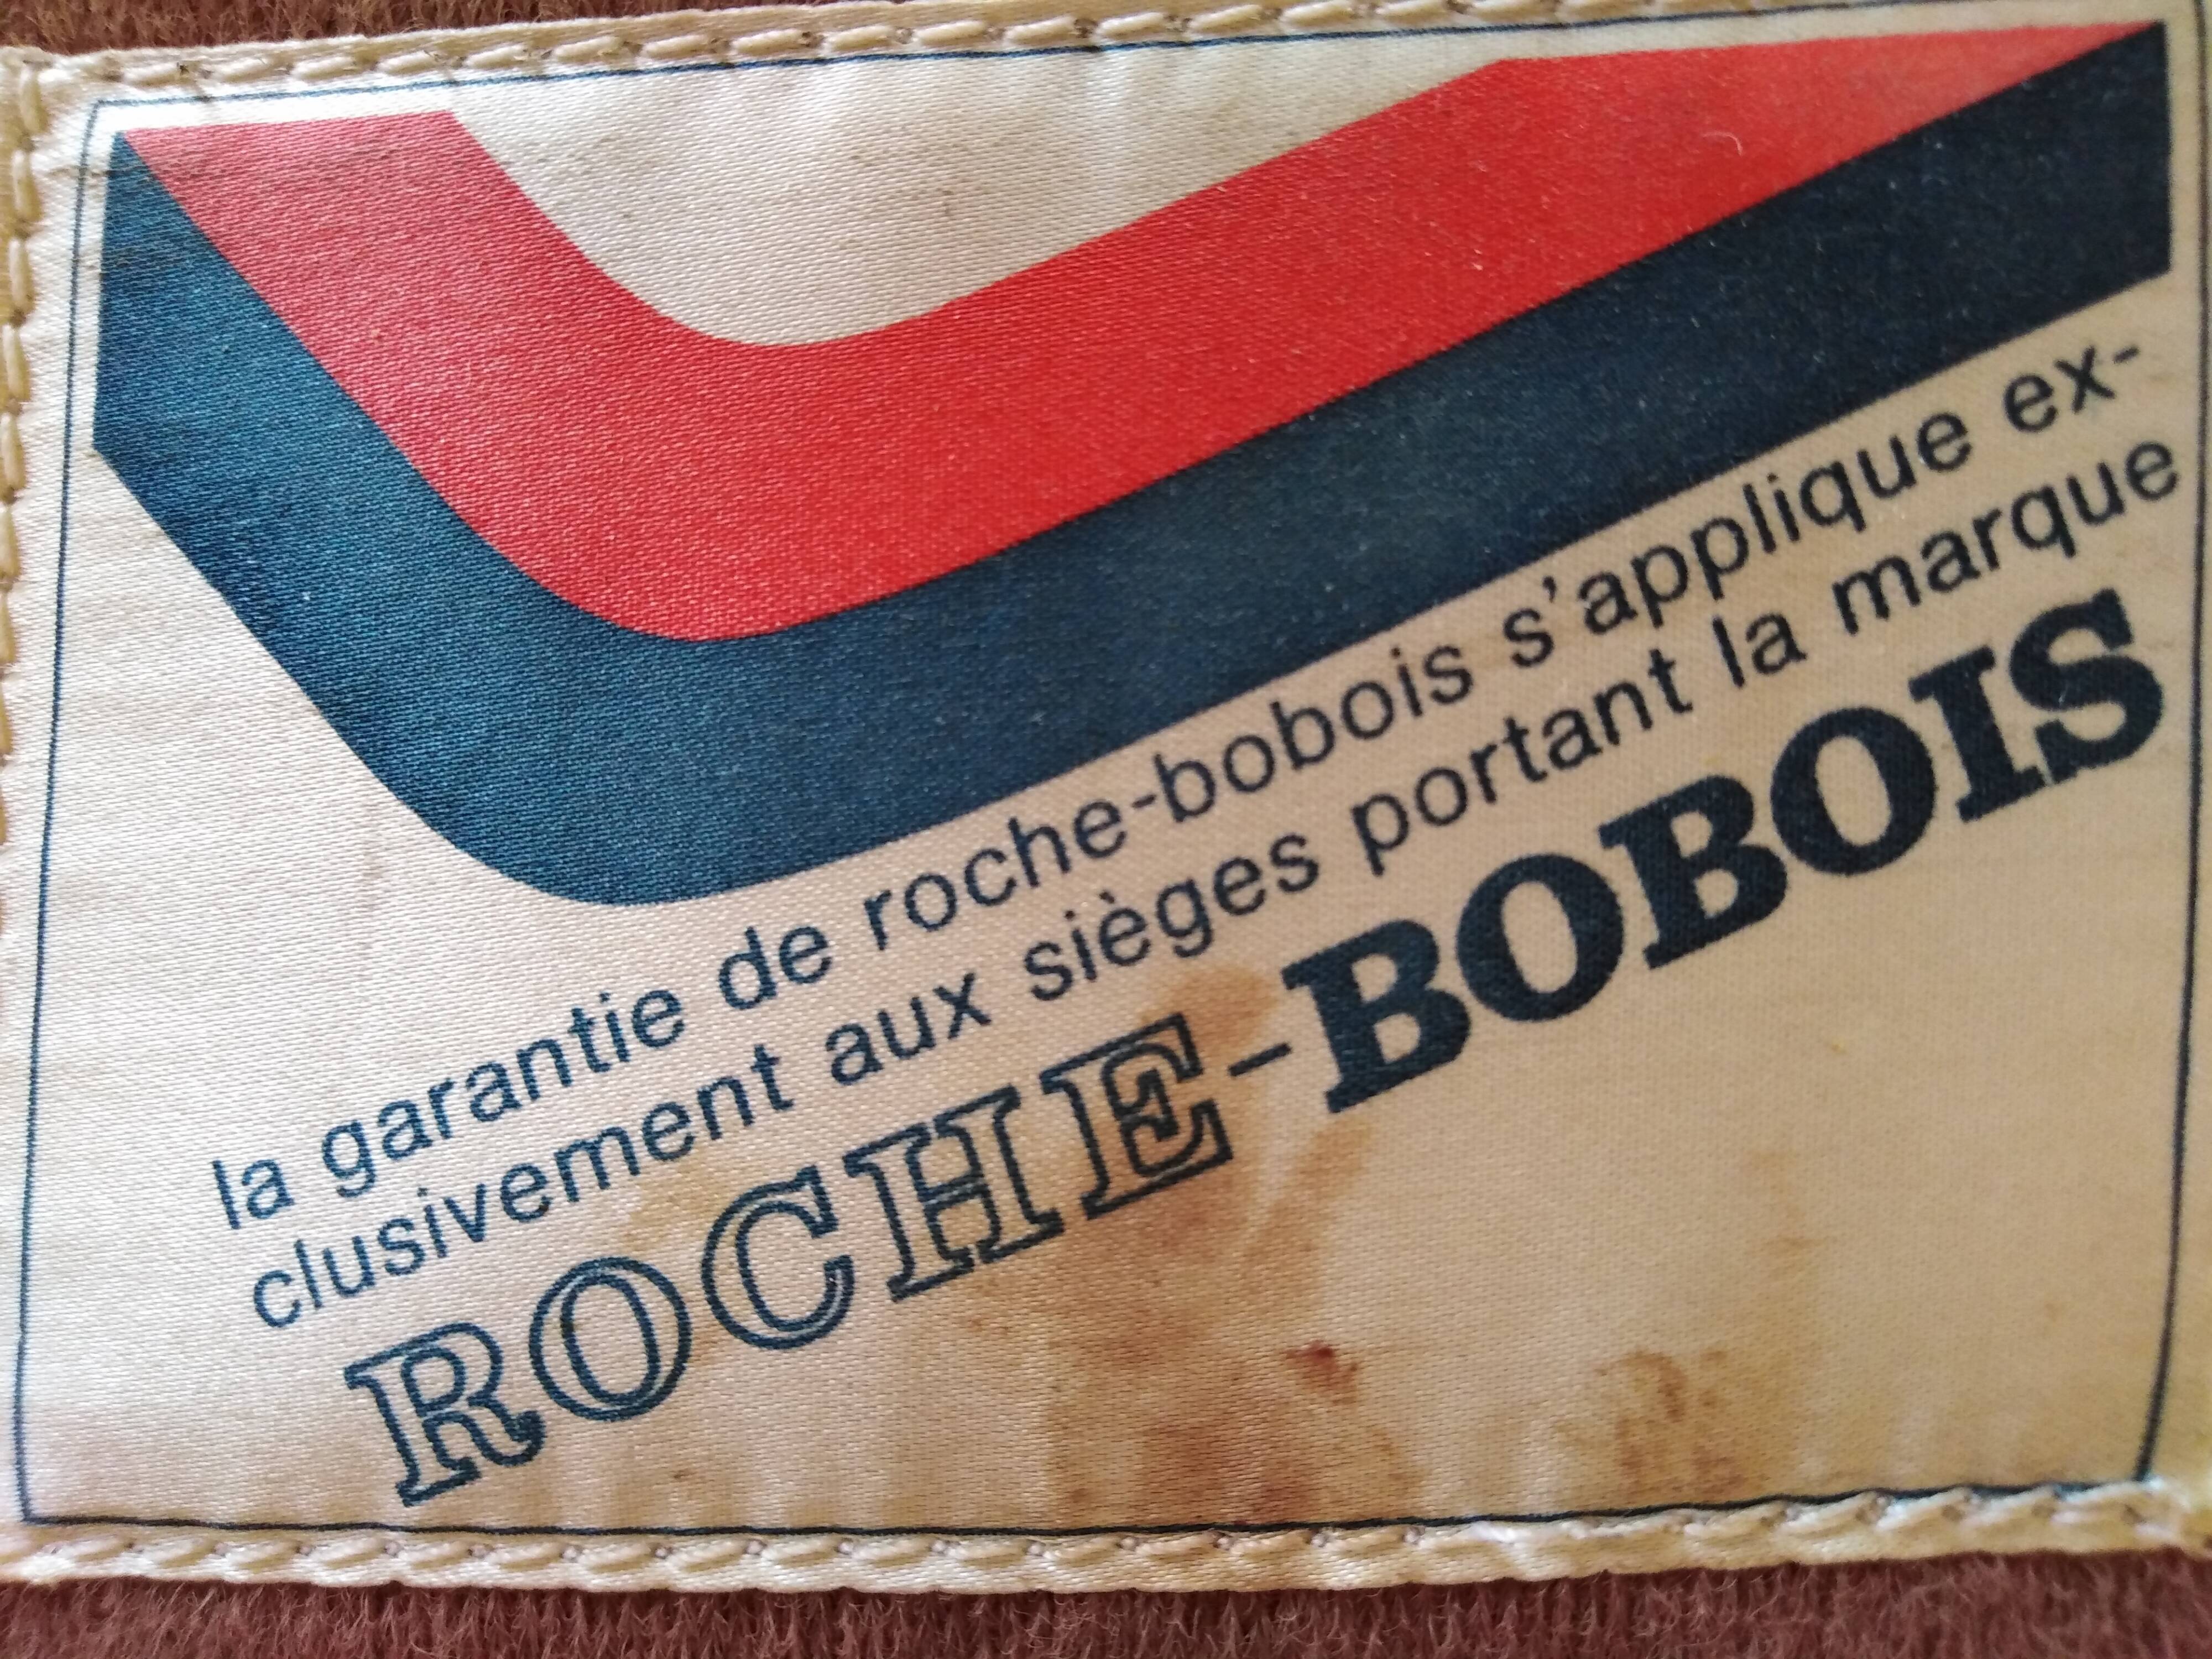 la garantie de roche-bobois s'applique ex-
clusivement aux sièges portant la marque
ROCHE-BOBOIS